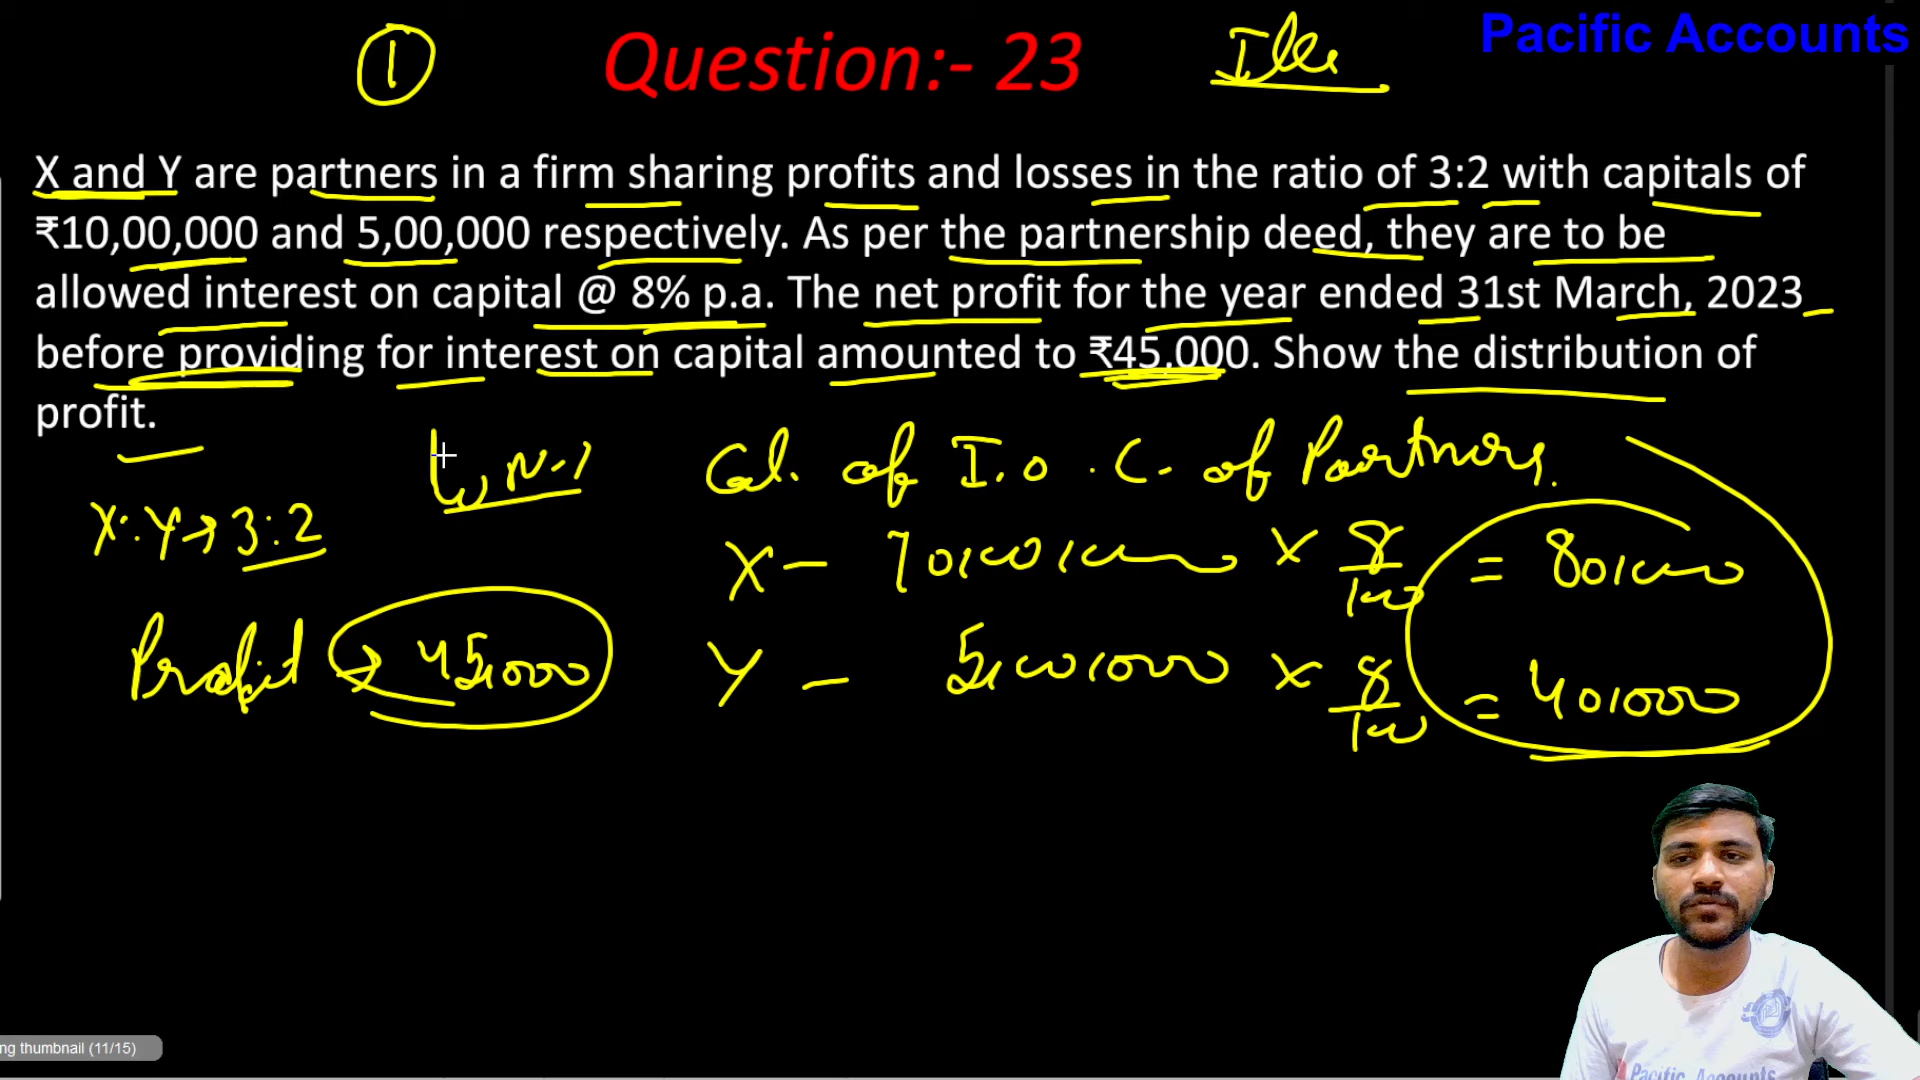 Pacific Accounts
① Question:- 23 Ill.
X and Y are partners in a firm sharing profits and losses in the ratio of 3:2 with capitals of
₹10,00,000 and 5,00,000 respectively. As per the partnership deed, they are to be
allowed interest on capital @ 8% p.a. The net profit for the year ended 31st March, 2023
before providing for interest on capital amounted to ₹45,000. Show the distribution of
profit.
W N-1 Cal. of I.O.C. of Partners.
X:Y→3:2
X - 10,00,000 × 8/100 = 80,000
Profit → 45,000
Y - 5,00,000 × 8/100 = 40,000
ng thumbnail (11/15)
Pacific Accounts